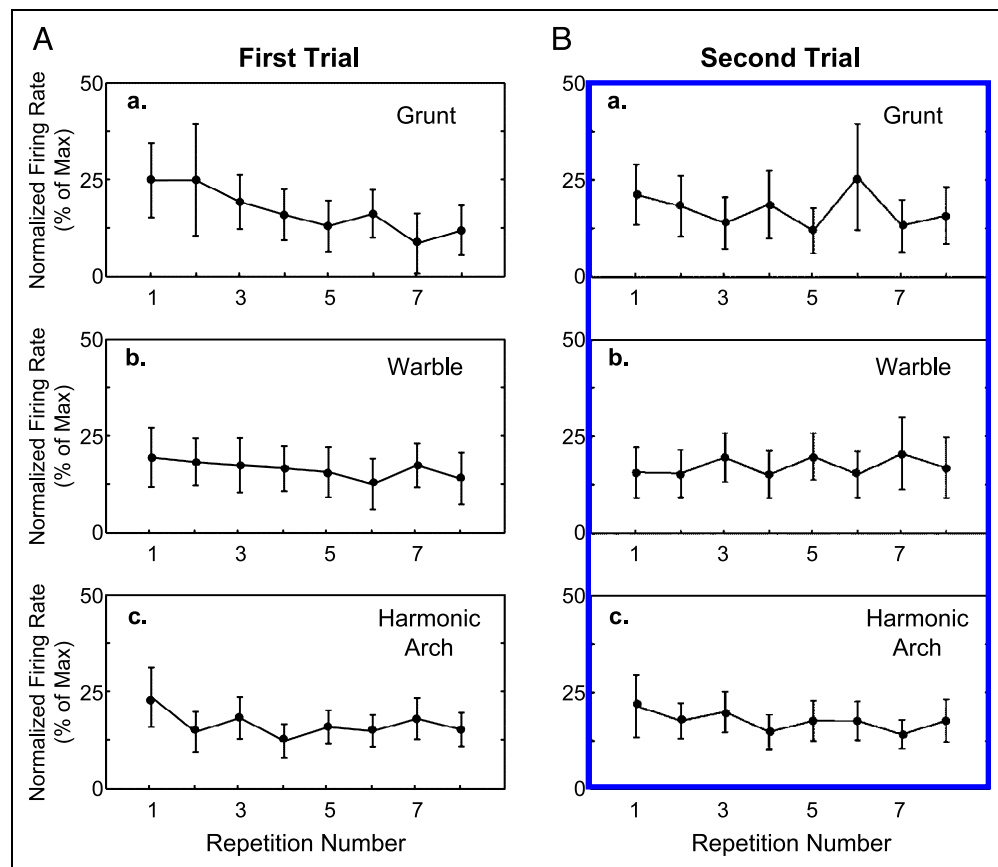 A
First Trial
Normalized Firing Rate
(% of Max)
50
25
0
a.
Grunt
1 3 5 7
Normalized Firing Rate
(% of Max)
50
25
0
b.
Warble
1 3 5 7
Normalized Firing Rate
(% of Max)
50
25
0
c.
Harmonic
Arch
1 3 5 7
Repetition Number
B
Second Trial
50
25
0
a.
Grunt
1 3 5 7
50
25
0
b.
Warble
1 3 5 7
50
25
0
c.
Harmonic
Arch
1 3 5 7
Repetition Number